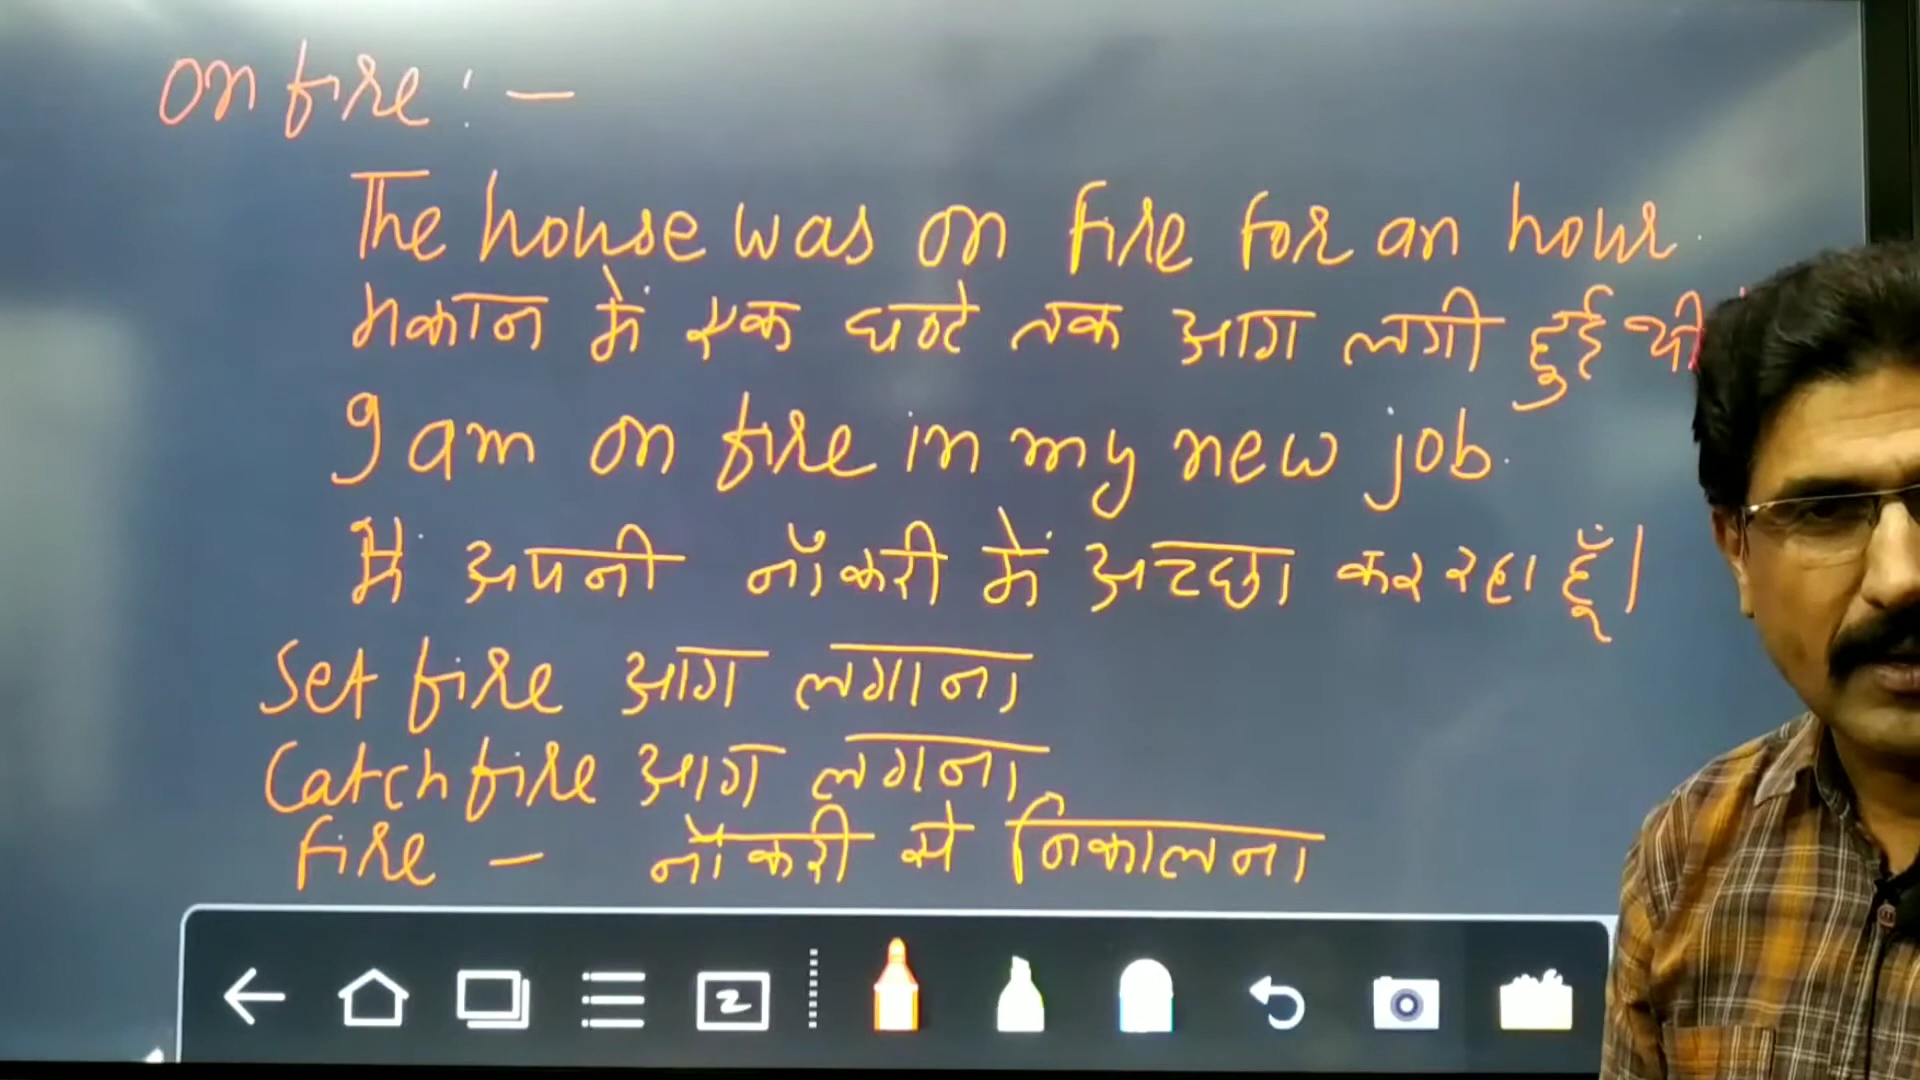 on fire : –
The house was on fire for an hour.
मकान में एक घण्टे तक आग लगी हुई थी
I am on fire in my new job.
मैं अपनी नौकरी में अच्छा कर रहा हूँ।
Set fire आग लगाना
Catch fire आग लगना
fire – नौकरी से निकालना
2